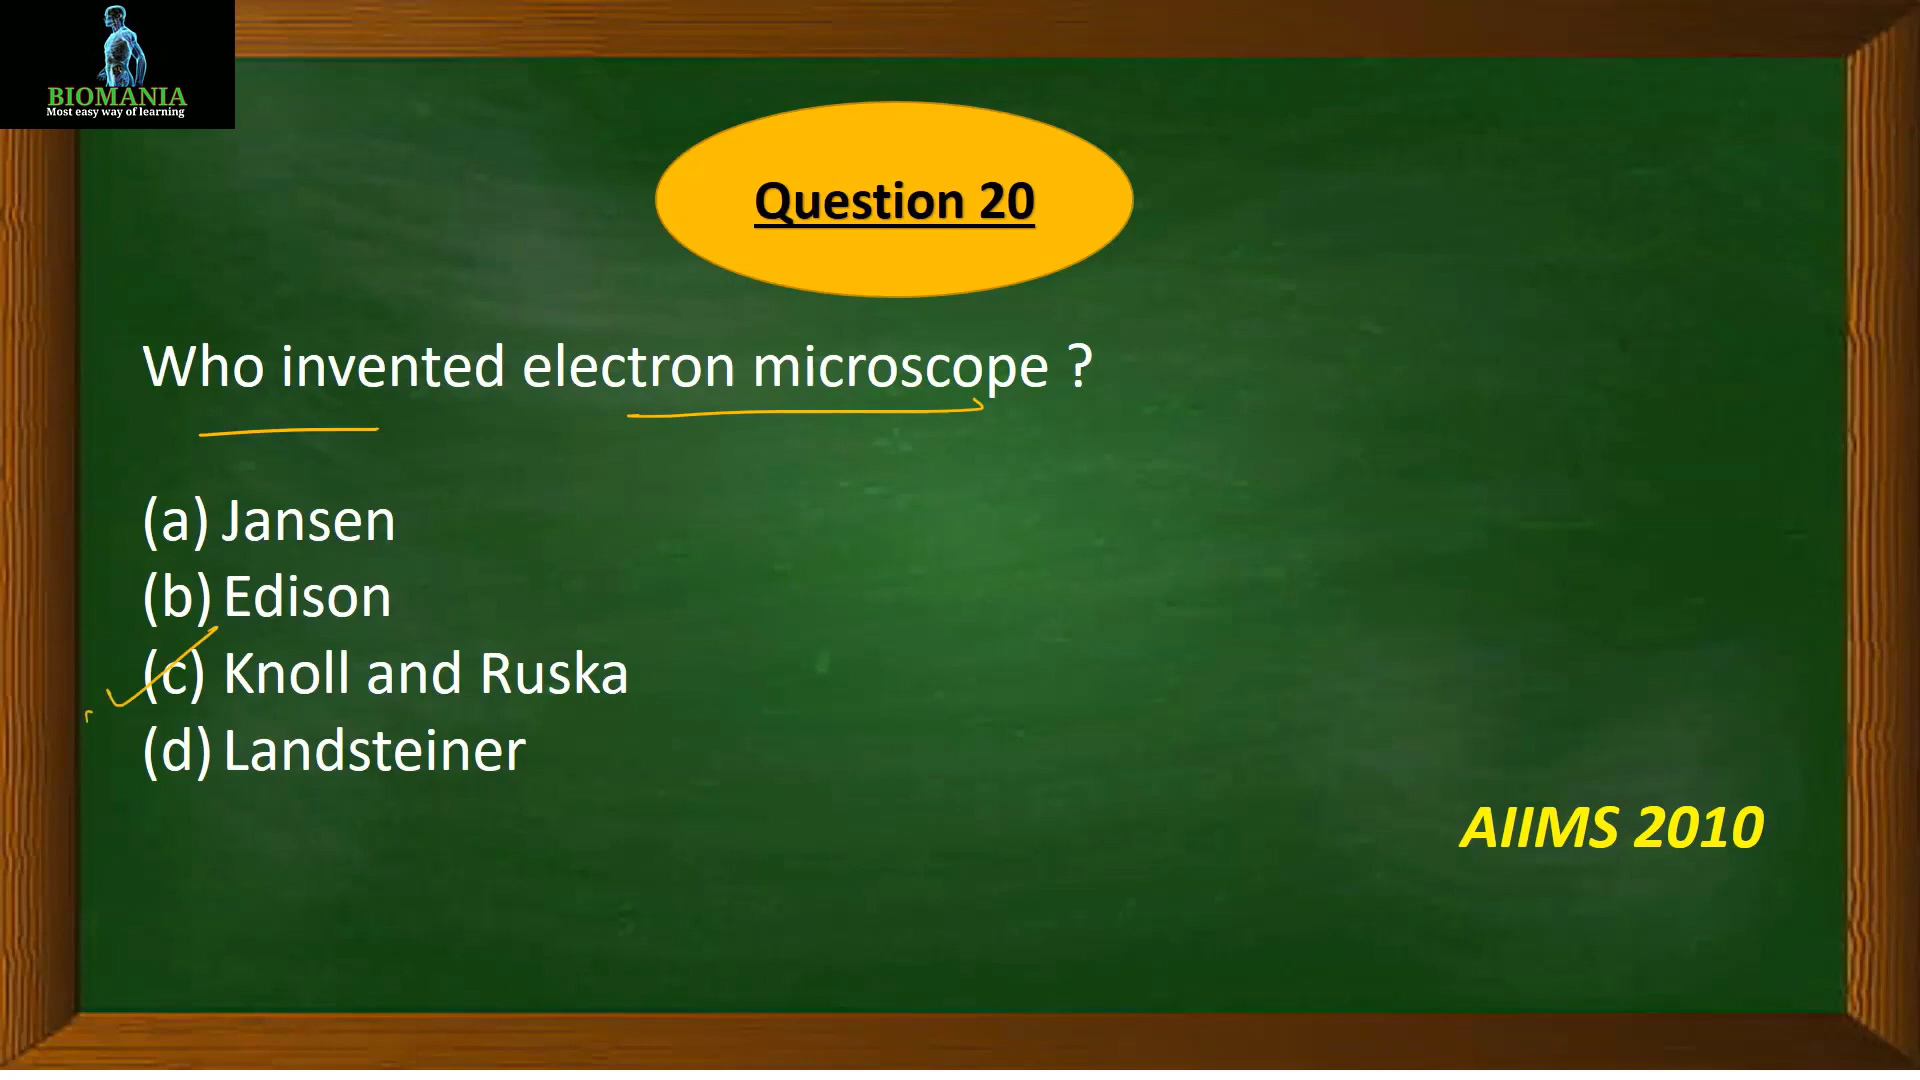 BIOMANIA
Most easy way of learning
Question 20
Who invented electron microscope ?
(a) Jansen
(b) Edison
(c) Knoll and Ruska
(d) Landsteiner
AIIMS 2010